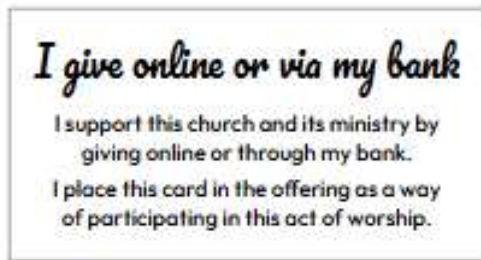 I give online or via my bank
I support this church and its ministry by
giving online or through my bank.
I place this card in the offering as a way
of participating in this act of worship.